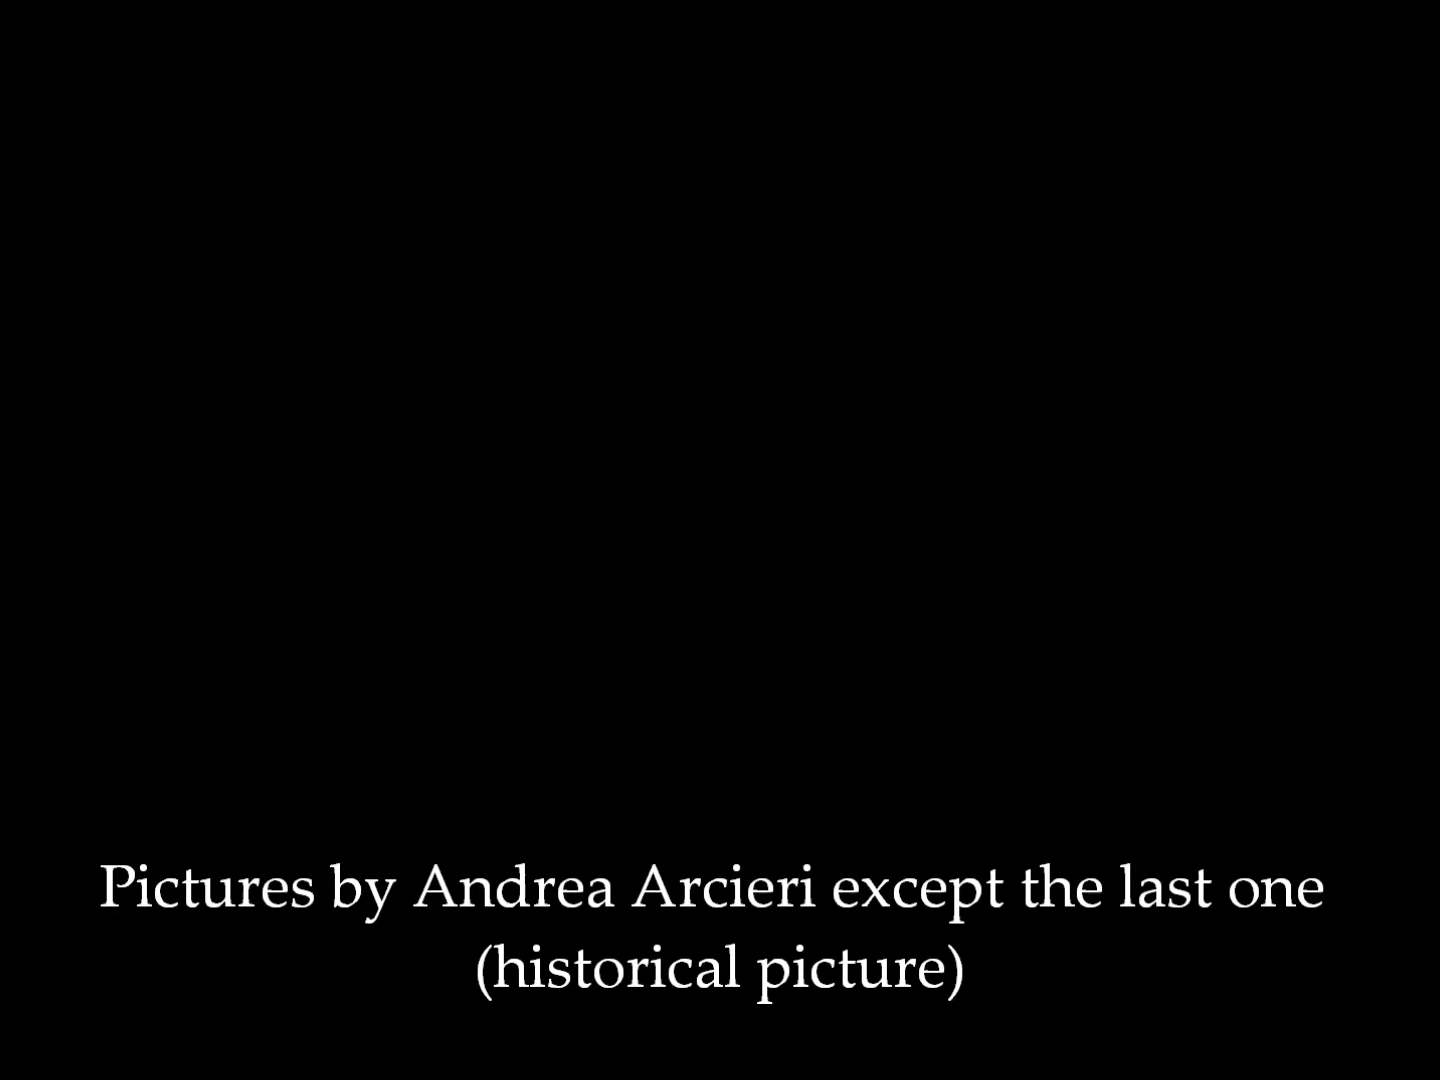 Pictures by Andrea Arcieri except the last one
(historical picture)